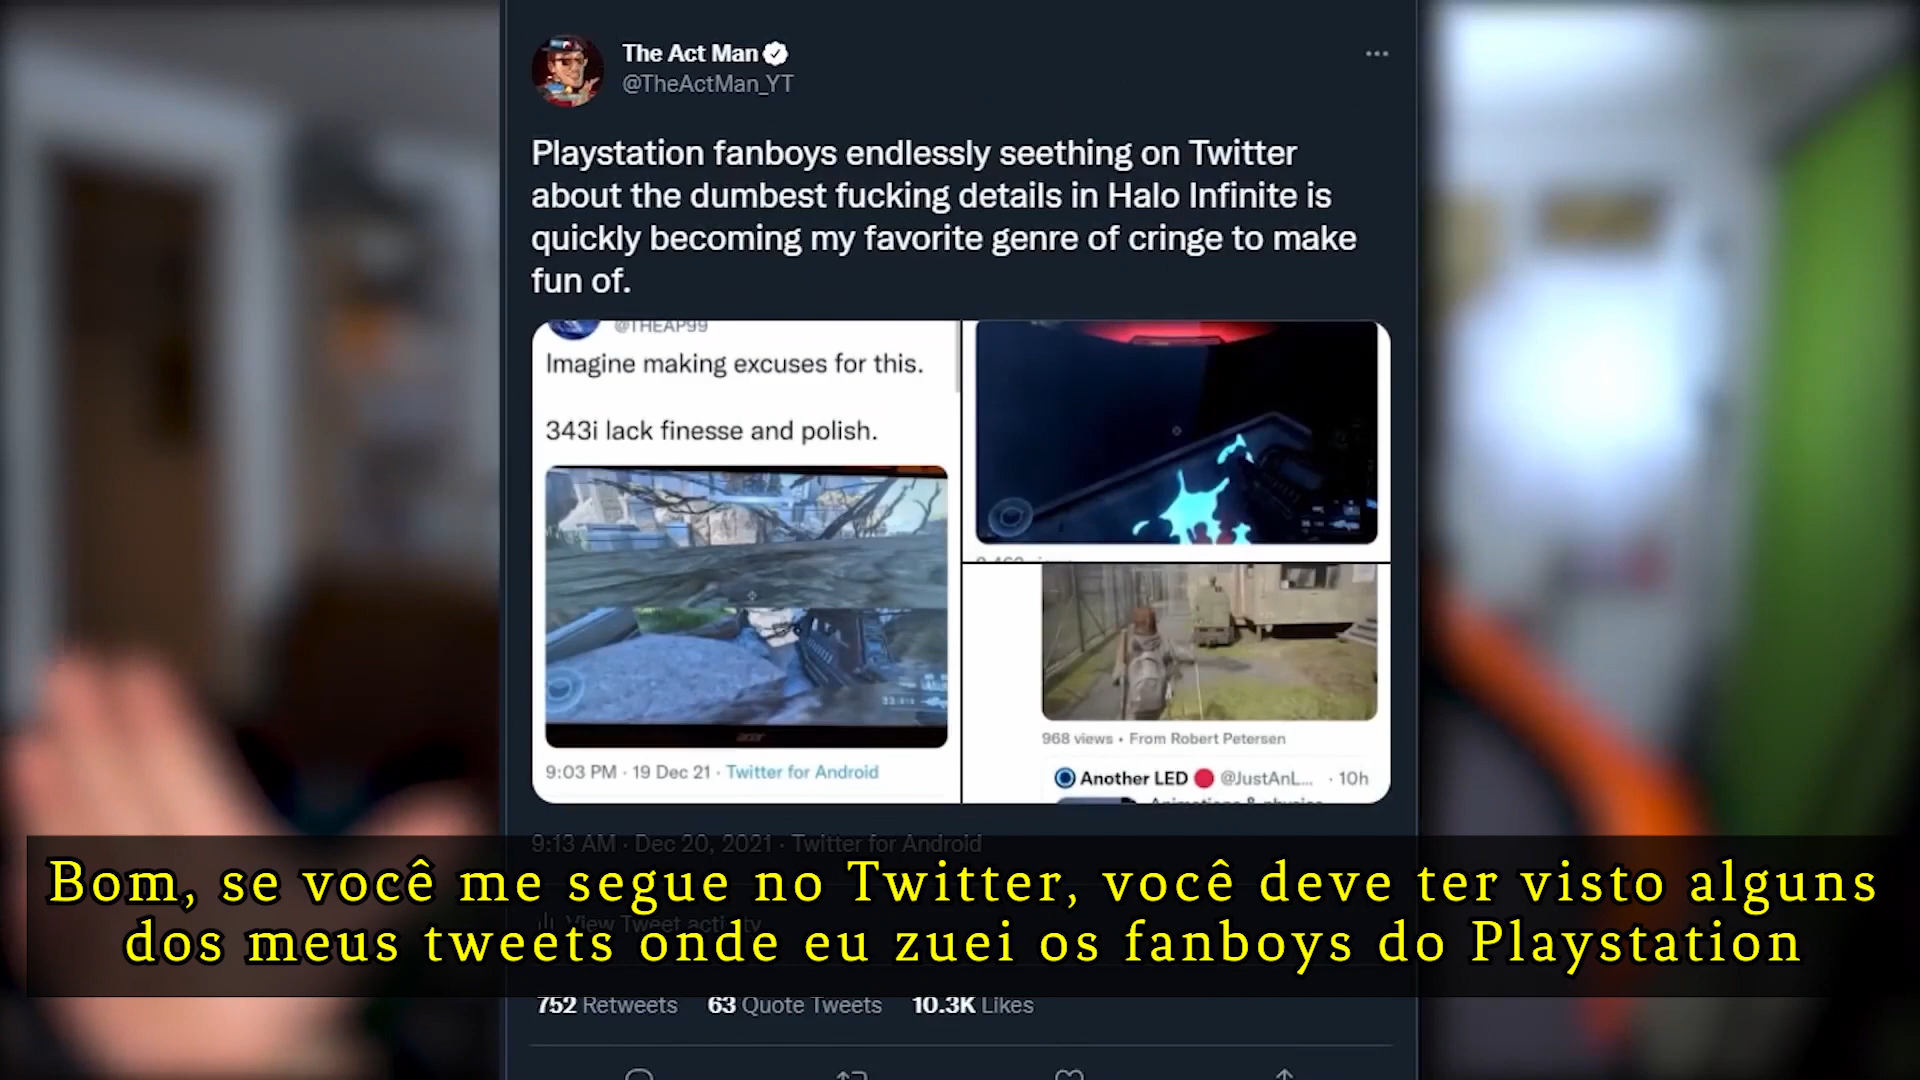 The Act Man
@TheActMan_YT
Playstation fanboys endlessly seething on Twitter
about the dumbest fucking details in Halo Infinite is
quickly becoming my favorite genre of cringe to make
fun of.
@THEAP99
Imagine making excuses for this.
343i lack finesse and polish.
acer
9:03 PM · 19 Dec 21 · Twitter for Android
968 views • From Robert Petersen
Another LED @JustAnL... · 10h
9:13 AM · Dec 20, 2021 · Twitter for Android
View Tweet activity
Bom, se você me segue no Twitter, você deve ter visto alguns
dos meus tweets onde eu zuei os fanboys do Playstation
752 Retweets 63 Quote Tweets 10.3K Likes